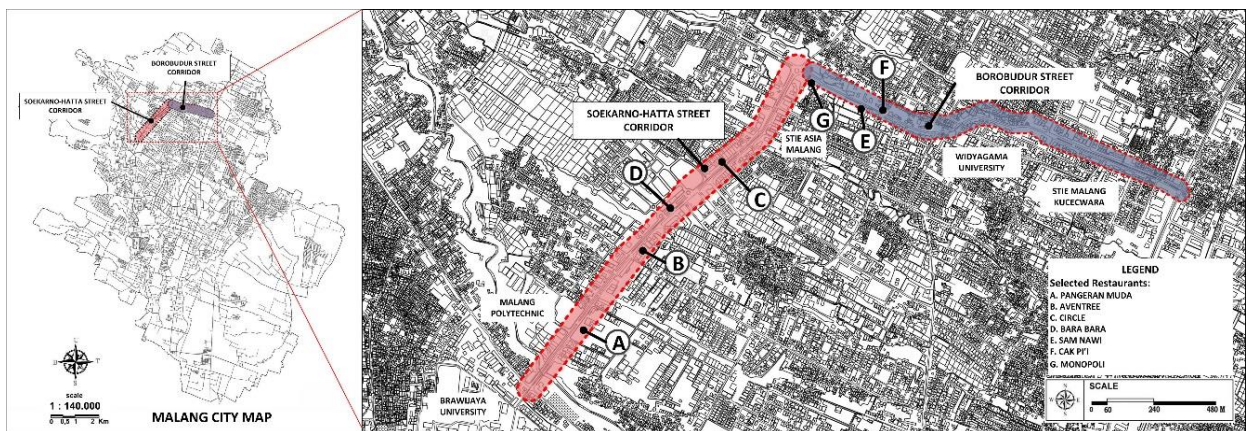 BOROBUDUR STREET
CORRIDOR
SOEKARNO-HATTA STREET
CORRIDOR
scale
1 : 140.000
0 0,5 1 2 Km
MALANG CITY MAP
F
BOROBUDUR STREET
CORRIDOR
G
E
SOEKARNO-HATTA STREET
CORRIDOR
STIE ASIA
MALANG
WIDYAGAMA
UNIVERSITY
D
C
STIE MALANG
KUCECWARA
B
MALANG
POLYTECHNIC
A
BRAWIJAYA
UNIVERSITY
LEGEND
Selected Restaurants:
A. PANGERAN MUDA
B. AVENTREE
C. CIRCLE
D. BARA BARA
E. SAM NAWI
F. CAK PI'I
G. MONOPOLI
N
W E
S
SCALE
0 60 240 480 M